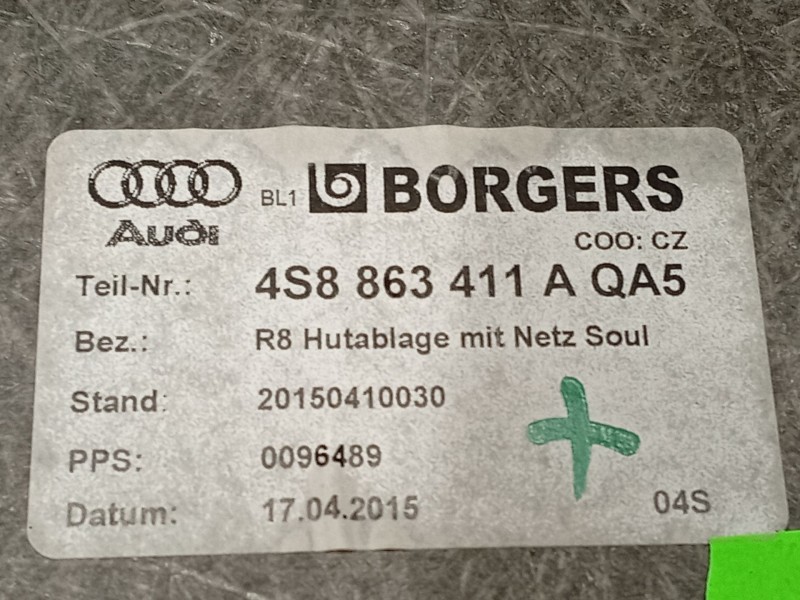 BL1 BORGERS
Audi
COO: CZ
Teil-Nr.: 4S8 863 411 A QA5
Bez.: R8 Hutablage mit Netz Soul
Stand: 20150410030
PPS: 0096489
Datum: 17.04.2015 04S